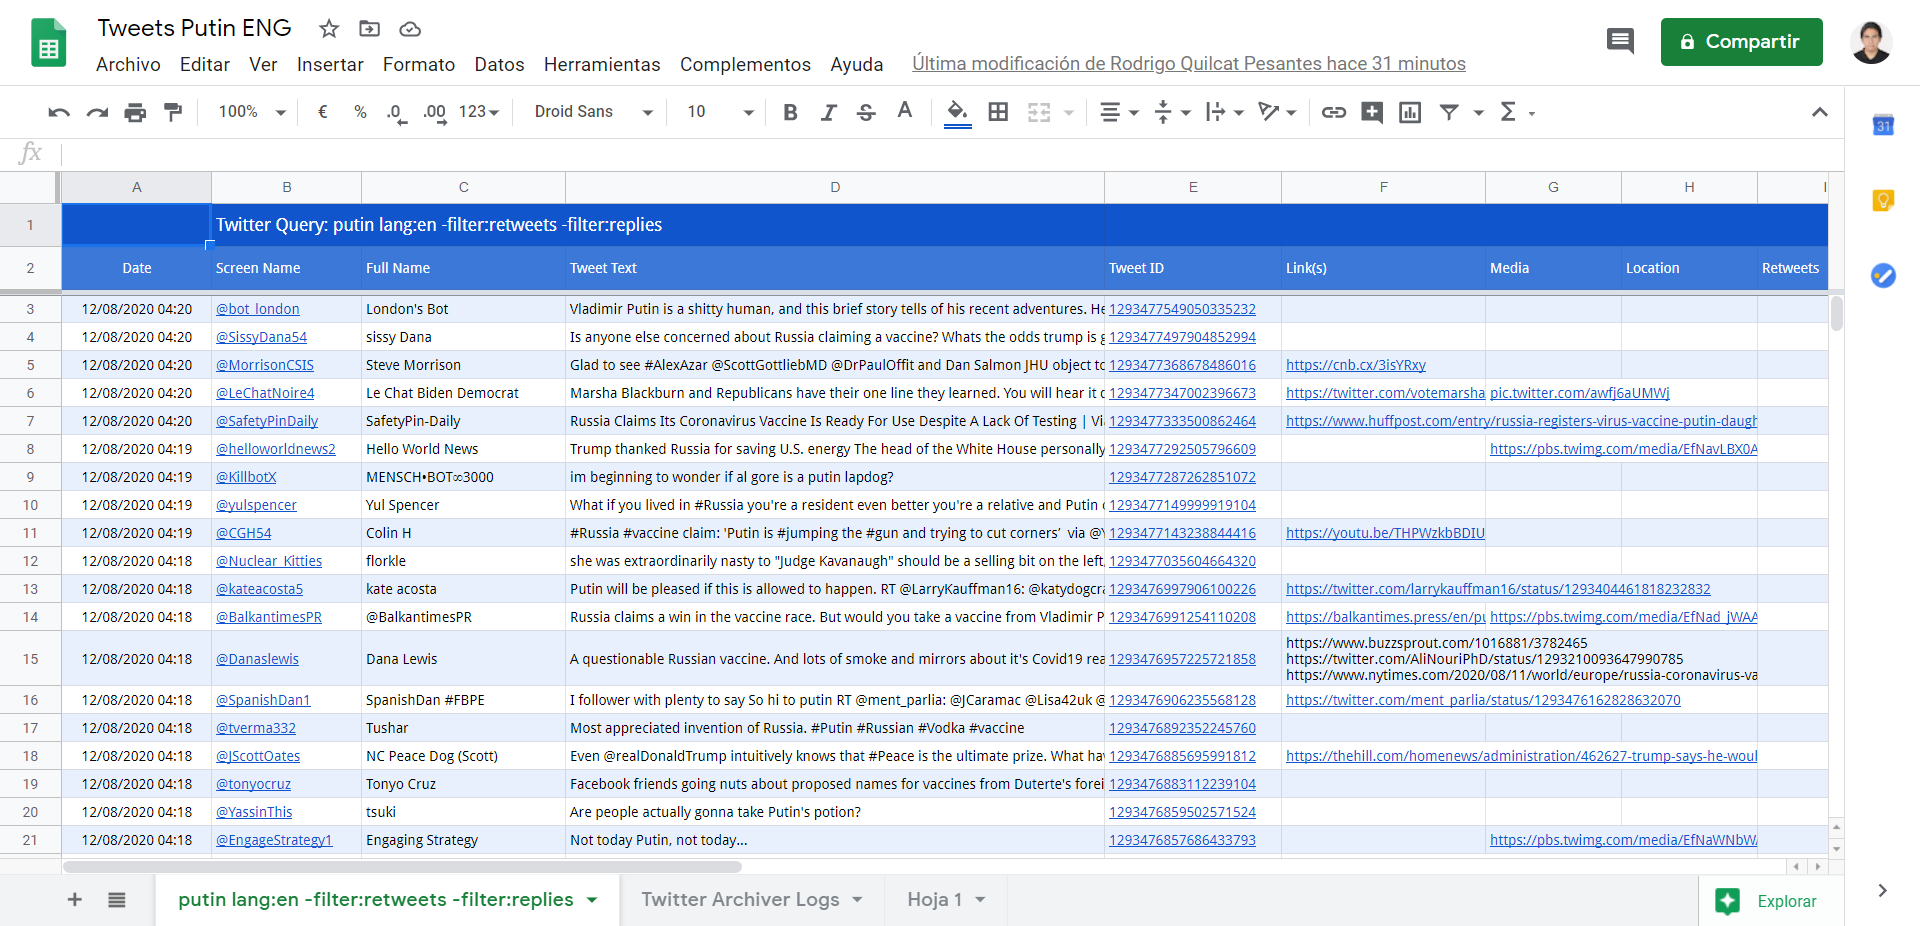 Tweets Putin ENG
Archivo Editar Ver Insertar Formato Datos Herramientas Complementos Ayuda Última modificación de Rodrigo Quilcat Pesantes hace 31 minutos
Compartir
100% € % .0 .00 123 Droid Sans 10 B I S A Σ
31
fx
A B C D E F G H I
1 Twitter Query: putin lang:en -filter:retweets -filter:replies
2 Date Screen Name Full Name Tweet Text Tweet ID Link(s) Media Location Retweets
3 12/08/2020 04:20 @bot_london London's Bot Vladimir Putin is a shitty human, and this brief story tells of his recent adventures. He 1293477549050335232
4 12/08/2020 04:20 @SissyDana54 sissy Dana Is anyone else concerned about Russia claiming a vaccine? Whats the odds trump is g 1293477497904852994
5 12/08/2020 04:20 @MorrisonCSIS Steve Morrison Glad to see #AlexAzar @ScottGottliebMD @DrPaulOffit and Dan Salmon JHU object to 1293477368678486016 https://cnb.cx/3isYRxy
6 12/08/2020 04:20 @LeChatNoire4 Le Chat Biden Democrat Marsha Blackburn and Republicans have their one line they learned. You will hear it o 1293477347002396673 https://twitter.com/votemarsha pic.twitter.com/awfj6aUMWj
7 12/08/2020 04:20 @SafetyPinDaily SafetyPin-Daily Russia Claims Its Coronavirus Vaccine Is Ready For Use Despite A Lack Of Testing | Vi 1293477333500862464 https://www.huffpost.com/entry/russia-registers-virus-vaccine-putin-daugh
8 12/08/2020 04:19 @helloworldnews2 Hello World News Trump thanked Russia for saving U.S. energy The head of the White House personally 1293477292505796609 https://pbs.twimg.com/media/EfNavLBX0A
9 12/08/2020 04:19 @KillbotX MENSCH•BOT∞3000 im beginning to wonder if al gore is a putin lapdog? 1293477287262851072
10 12/08/2020 04:19 @yulspencer Yul Spencer What if you lived in #Russia you're a resident even better you're a relative and Putin 1293477149999919104
11 12/08/2020 04:19 @CGH54 Colin H #Russia #vaccine claim: 'Putin is #jumping the #gun and trying to cut corners’ via @Y 1293477143238844416 https://youtu.be/THPWzkbBDIU
12 12/08/2020 04:18 @Nuclear_Kitties florkle she was extraordinarily nasty to "Judge Kavanaugh" should be a selling bit on the left, 1293477035604664320
13 12/08/2020 04:18 @kateacosta5 kate acosta Putin will be pleased if this is allowed to happen. RT @LarryKauffman16: @katydogcra 1293476997906100226 https://twitter.com/larrykauffman16/status/1293404461818232832
14 12/08/2020 04:18 @BalkantimesPR @BalkantimesPR Russia claims a win in the vaccine race. But would you take a vaccine from Vladimir P 1293476991254110208 https://balkantimes.press/en/pu https://pbs.twimg.com/media/EfNad_jWAA
15 12/08/2020 04:18 @Danaslewis Dana Lewis A questionable Russian vaccine. And lots of smoke and mirrors about it's Covid19 rea 1293476957225721858 https://www.buzzsprout.com/1016881/3782465
https://twitter.com/AliNouriPhD/status/1293210093647990785
https://www.nytimes.com/2020/08/11/world/europe/russia-coronavirus-va
16 12/08/2020 04:18 @SpanishDan1 SpanishDan #FBPE I follower with plenty to say So hi to putin RT @ment_parlia: @JCaramac @Lisa42uk @ 1293476906235568128 https://twitter.com/ment_parlia/status/1293476162828632070
17 12/08/2020 04:18 @tverma332 Tushar Most appreciated invention of Russia. #Putin #Russian #Vodka #vaccine 1293476892352245760
18 12/08/2020 04:18 @JScottOates NC Peace Dog (Scott) Even @realDonaldTrump intuitively knows that #Peace is the ultimate prize. What hav 1293476885695991812 https://thehill.com/homenews/administration/462627-trump-says-he-woul
19 12/08/2020 04:18 @tonyocruz Tonyo Cruz Facebook friends going nuts about proposed names for vaccines from Duterte's forei 1293476883112239104
20 12/08/2020 04:18 @YassinThis tsuki Are people actually gonna take Putin's potion? 1293476859502571524
21 12/08/2020 04:18 @EngageStrategy1 Engaging Strategy Not today Putin, not today... 1293476857686433793 https://pbs.twimg.com/media/EfNaWNbW
putin lang:en -filter:retweets -filter:replies Twitter Archiver Logs Hoja 1 Explorar